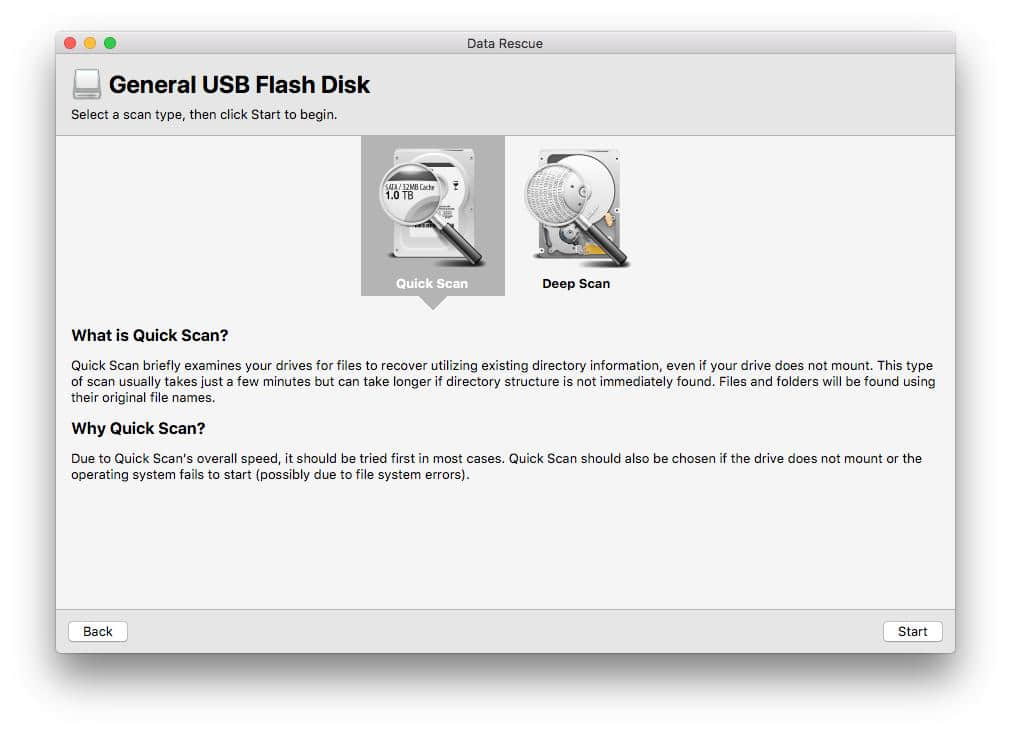 Data Rescue
General USB Flash Disk
Select a scan type, then click Start to begin.
SATA / 32MB Cache
1.0 TB
Quick Scan
Deep Scan
What is Quick Scan?
Quick Scan briefly examines your drives for files to recover utilizing existing directory information, even if your drive does not mount. This type
of scan usually takes just a few minutes but can take longer if directory structure is not immediately found. Files and folders will be found using
their original file names.
Why Quick Scan?
Due to Quick Scan's overall speed, it should be tried first in most cases. Quick Scan should also be chosen if the drive does not mount or the
operating system fails to start (possibly due to file system errors).
Back
Start